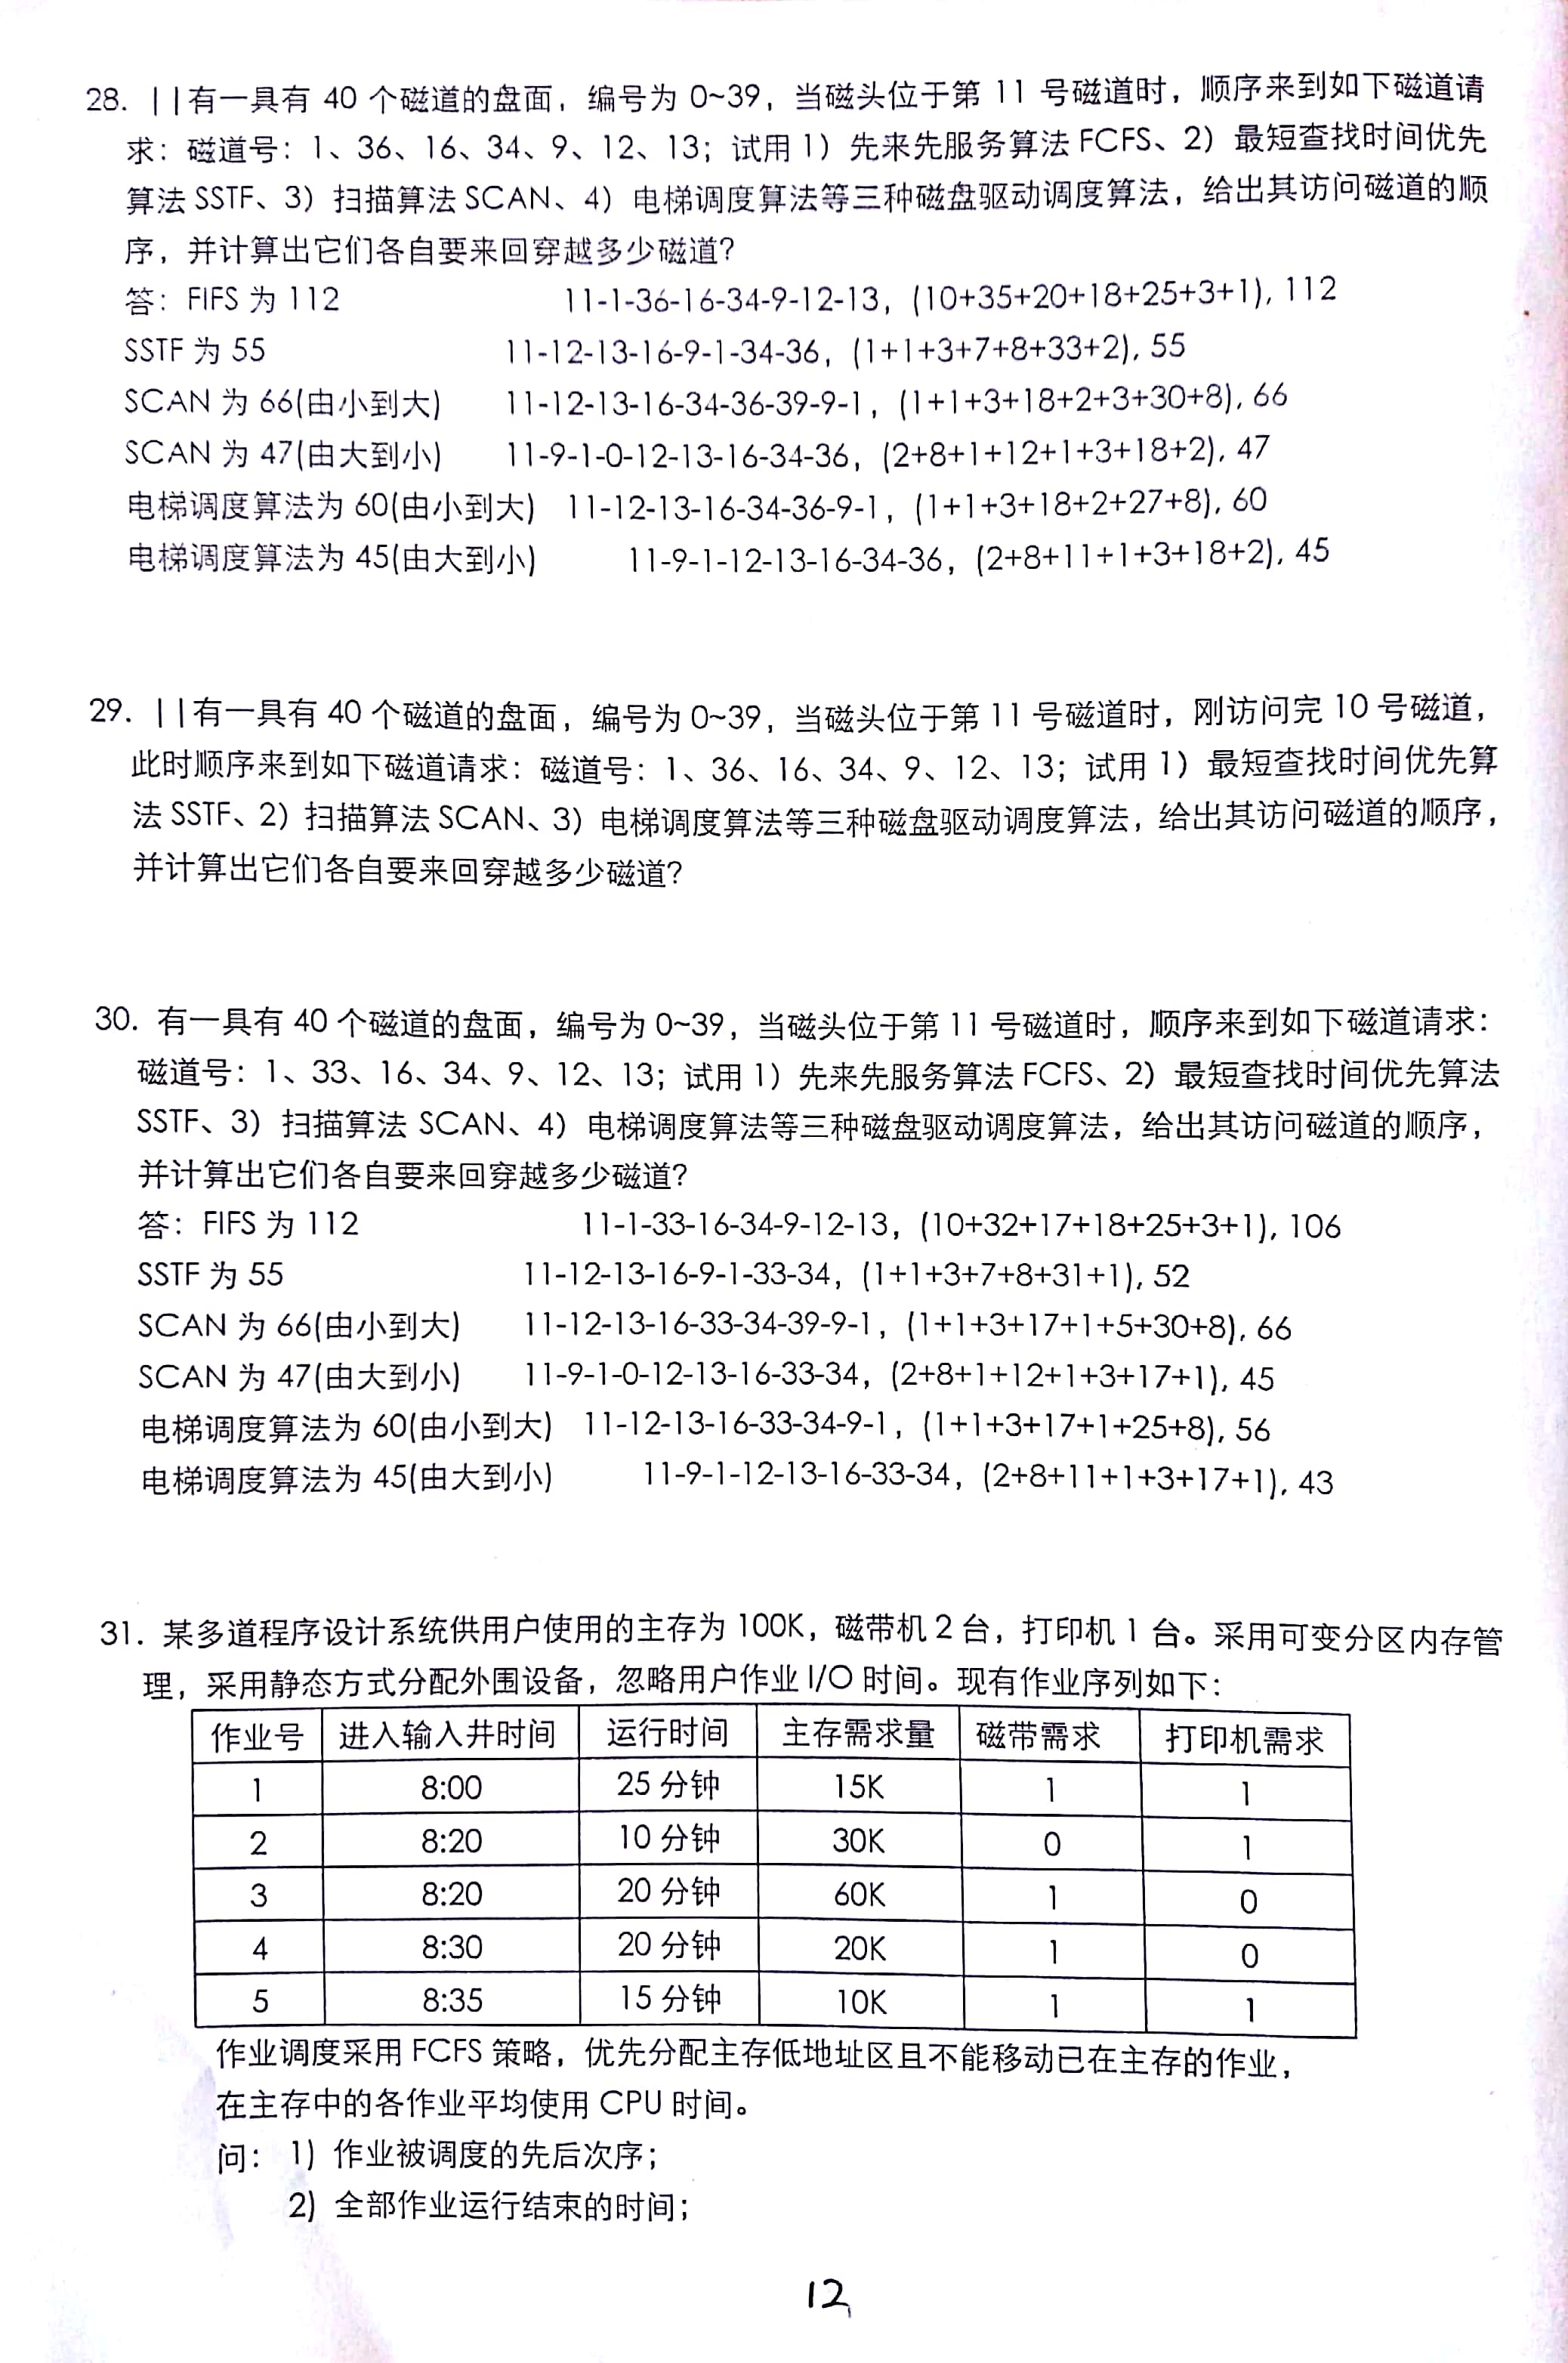 28. ||有一具有 40 个磁道的盘面，编号为 0~39，当磁头位于第 11 号磁道时，顺序来到如下磁道请
求：磁道号：1、36、16、34、9、12、13；试用 1）先来先服务算法 FCFS、2）最短查找时间优先
算法 SSTF、3）扫描算法 SCAN、4）电梯调度算法等三种磁盘驱动调度算法，给出其访问磁道的顺
序，并计算出它们各自要来回穿越多少磁道？
答：FIFS 为 112 11-1-36-16-34-9-12-13，(10+35+20+18+25+3+1), 112
SSTF 为 55 11-12-13-16-9-1-34-36，(1+1+3+7+8+33+2), 55
SCAN 为 66(由小到大) 11-12-13-16-34-36-39-9-1，(1+1+3+18+2+3+30+8), 66
SCAN 为 47(由大到小) 11-9-1-0-12-13-16-34-36，(2+8+1+12+1+3+18+2), 47
电梯调度算法为 60(由小到大) 11-12-13-16-34-36-9-1，(1+1+3+18+2+27+8), 60
电梯调度算法为 45(由大到小) 11-9-1-12-13-16-34-36，(2+8+11+1+3+18+2), 45
29. ||有一具有 40 个磁道的盘面，编号为 0~39，当磁头位于第 11 号磁道时，刚访问完 10 号磁道，
此时顺序来到如下磁道请求：磁道号：1、36、16、34、9、12、13；试用 1）最短查找时间优先算
法 SSTF、2）扫描算法 SCAN、3）电梯调度算法等三种磁盘驱动调度算法，给出其访问磁道的顺序，
并计算出它们各自要来回穿越多少磁道？
30. 有一具有 40 个磁道的盘面，编号为 0~39，当磁头位于第 11 号磁道时，顺序来到如下磁道请求：
磁道号：1、33、16、34、9、12、13；试用 1）先来先服务算法 FCFS、2）最短查找时间优先算法
SSTF、3）扫描算法 SCAN、4）电梯调度算法等三种磁盘驱动调度算法，给出其访问磁道的顺序，
并计算出它们各自要来回穿越多少磁道？
答：FIFS 为 112 11-1-33-16-34-9-12-13，(10+32+17+18+25+3+1), 106
SSTF 为 55 11-12-13-16-9-1-33-34，(1+1+3+7+8+31+1), 52
SCAN 为 66(由小到大) 11-12-13-16-33-34-39-9-1，(1+1+3+17+1+5+30+8), 66
SCAN 为 47(由大到小) 11-9-1-0-12-13-16-33-34，(2+8+1+12+1+3+17+1), 45
电梯调度算法为 60(由小到大) 11-12-13-16-33-34-9-1，(1+1+3+17+1+25+8), 56
电梯调度算法为 45(由大到小) 11-9-1-12-13-16-33-34，(2+8+11+1+3+17+1), 43
31. 某多道程序设计系统供用户使用的主存为 100K，磁带机 2 台，打印机 1 台。采用可变分区内存管
理，采用静态方式分配外围设备，忽略用户作业 I/O 时间。现有作业序列如下：
作业号 进入输入井时间 运行时间 主存需求量 磁带需求 打印机需求
1 8:00 25 分钟 15K 1 1
2 8:20 10 分钟 30K 0 1
3 8:20 20 分钟 60K 1 0
4 8:30 20 分钟 20K 1 0
5 8:35 15 分钟 10K 1 1
作业调度采用 FCFS 策略，优先分配主存低地址区且不能移动已在主存的作业，
在主存中的各作业平均使用 CPU 时间。
问： 1) 作业被调度的先后次序；
2) 全部作业运行结束的时间；
12